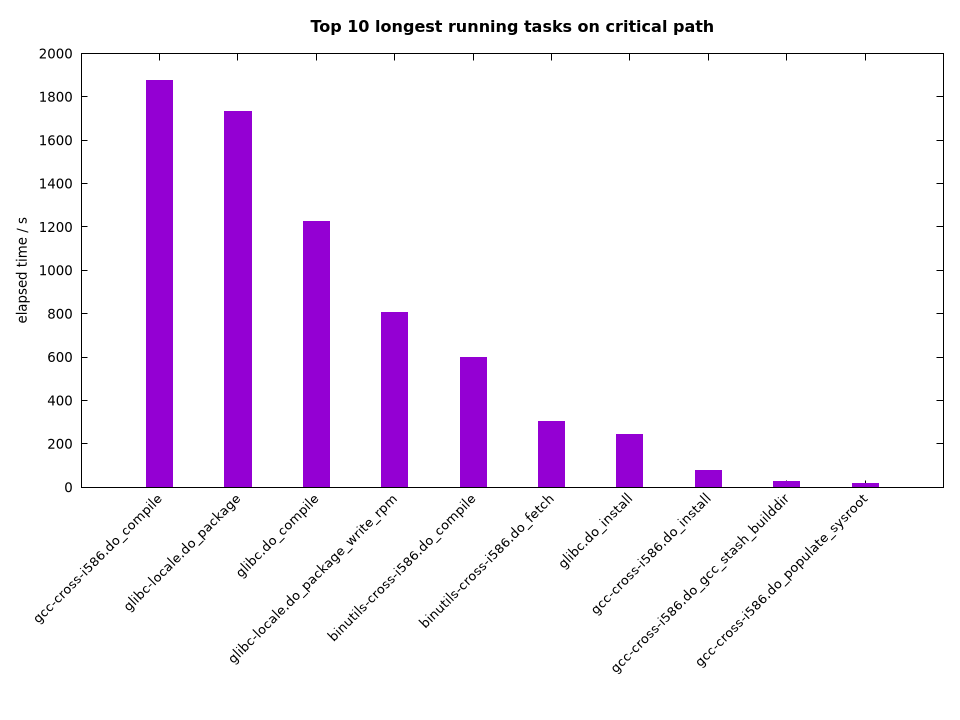 Top 10 longest running tasks on critical path
elapsed time / s
2000
1800
1600
1400
1200
1000
800
600
400
200
0
gcc-cross-i586.do_compile
glibc-locale.do_package
glibc.do_compile
glibc-locale.do_package_write_rpm
binutils-cross-i586.do_compile
binutils-cross-i586.do_fetch
glibc.do_install
gcc-cross-i586.do_install
gcc-cross-i586.do_gcc_stash_builddir
gcc-cross-i586.do_populate_sysroot